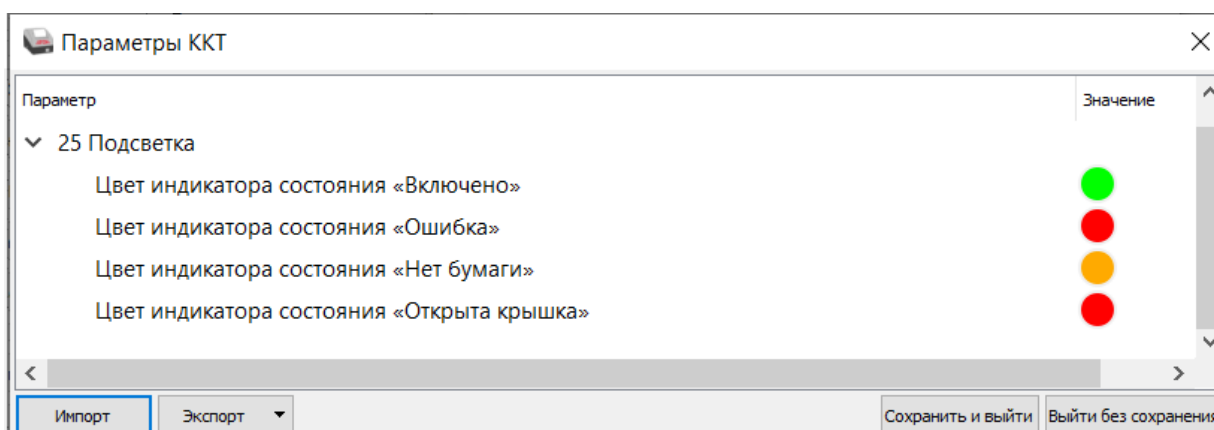 Параметры ККТ
Параметр Значение
25 Подсветка
Цвет индикатора состояния «Включено»
Цвет индикатора состояния «Ошибка»
Цвет индикатора состояния «Нет бумаги»
Цвет индикатора состояния «Открыта крышка»
Импорт Экспорт Сохранить и выйти Выйти без сохранения